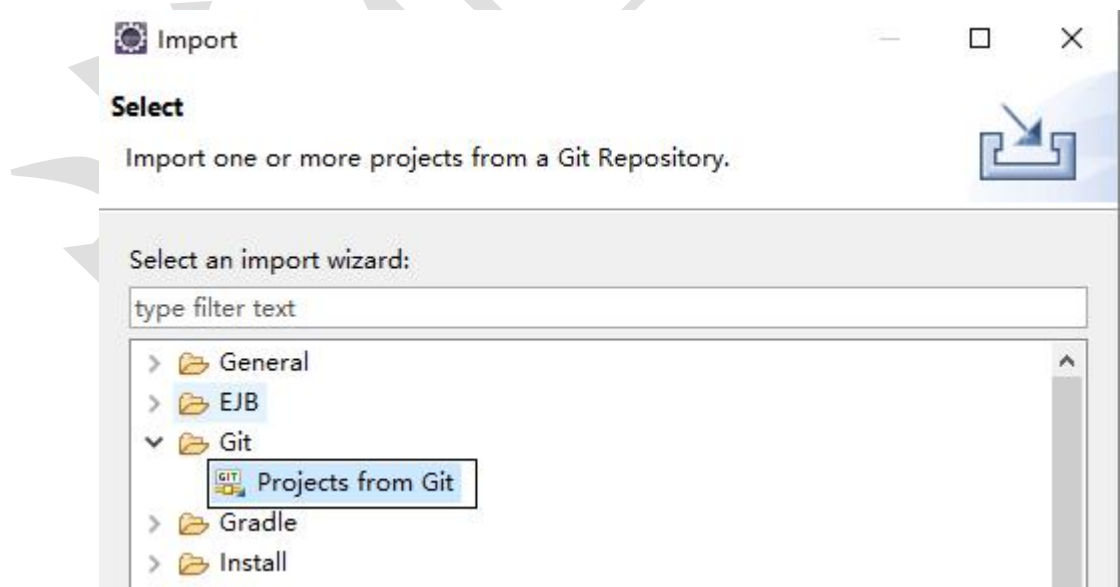 Import
Select
Import one or more projects from a Git Repository.
Select an import wizard:
type filter text
General
EJB
Git
GIT Projects from Git
Gradle
Install